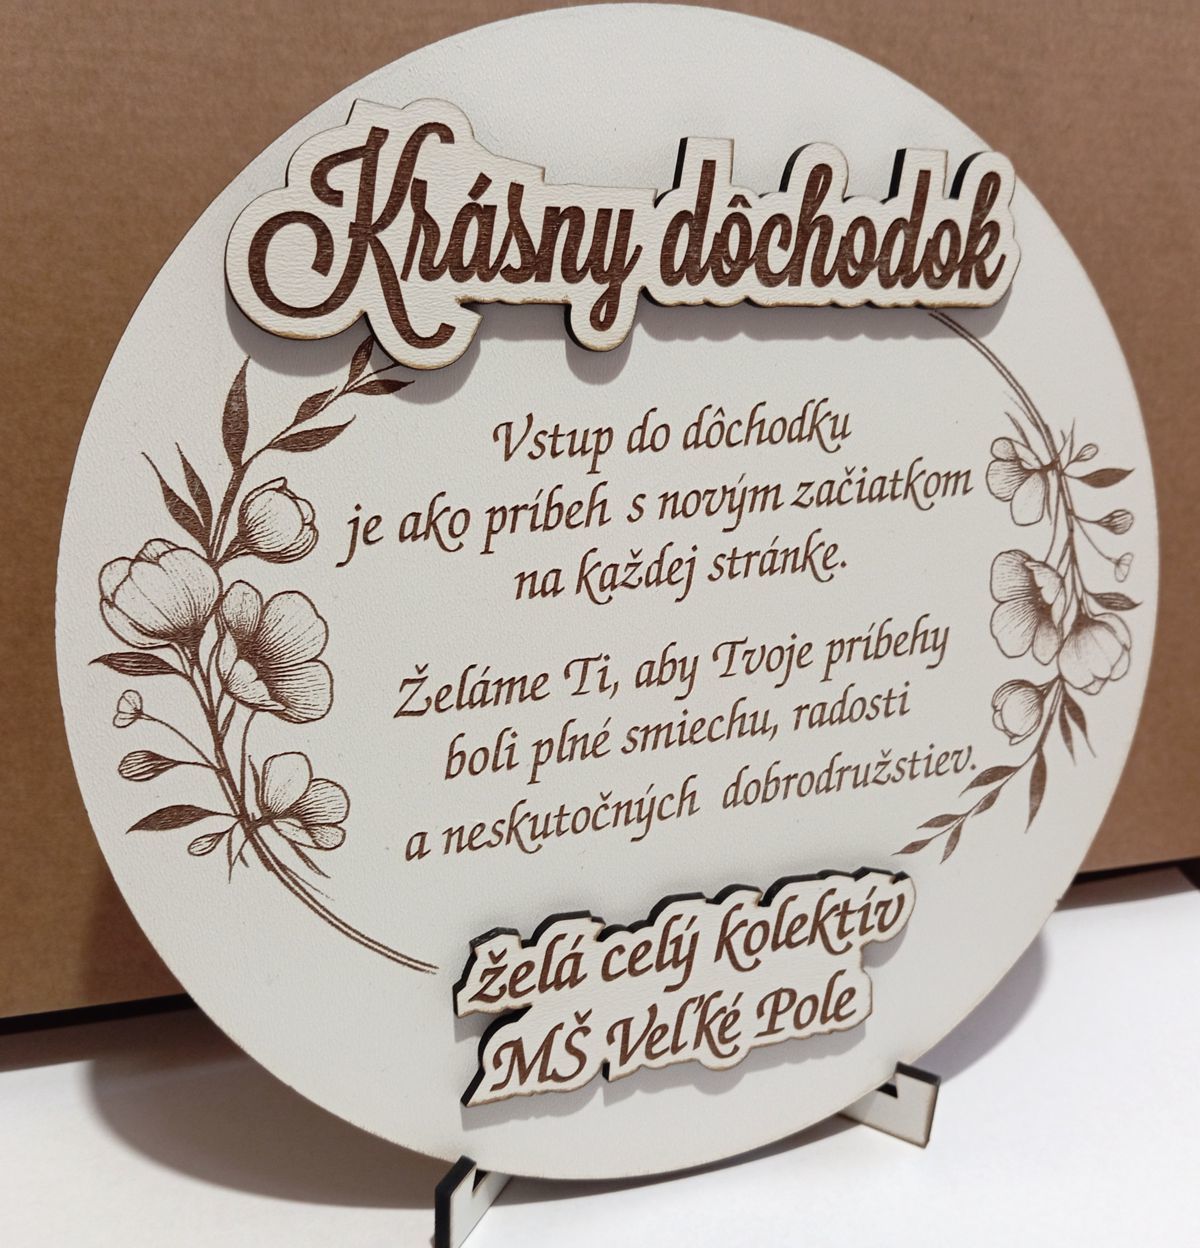 Krásny dôchodok
Vstup do dôchodku
je ako príbeh s novým začiatkom
na každej stránke.
Želáme Ti, aby Tvoje príbehy
boli plné smiechu, radosti
a neskutočných dobrodružstiev.
želá celý kolektív
MŠ Veľké Pole